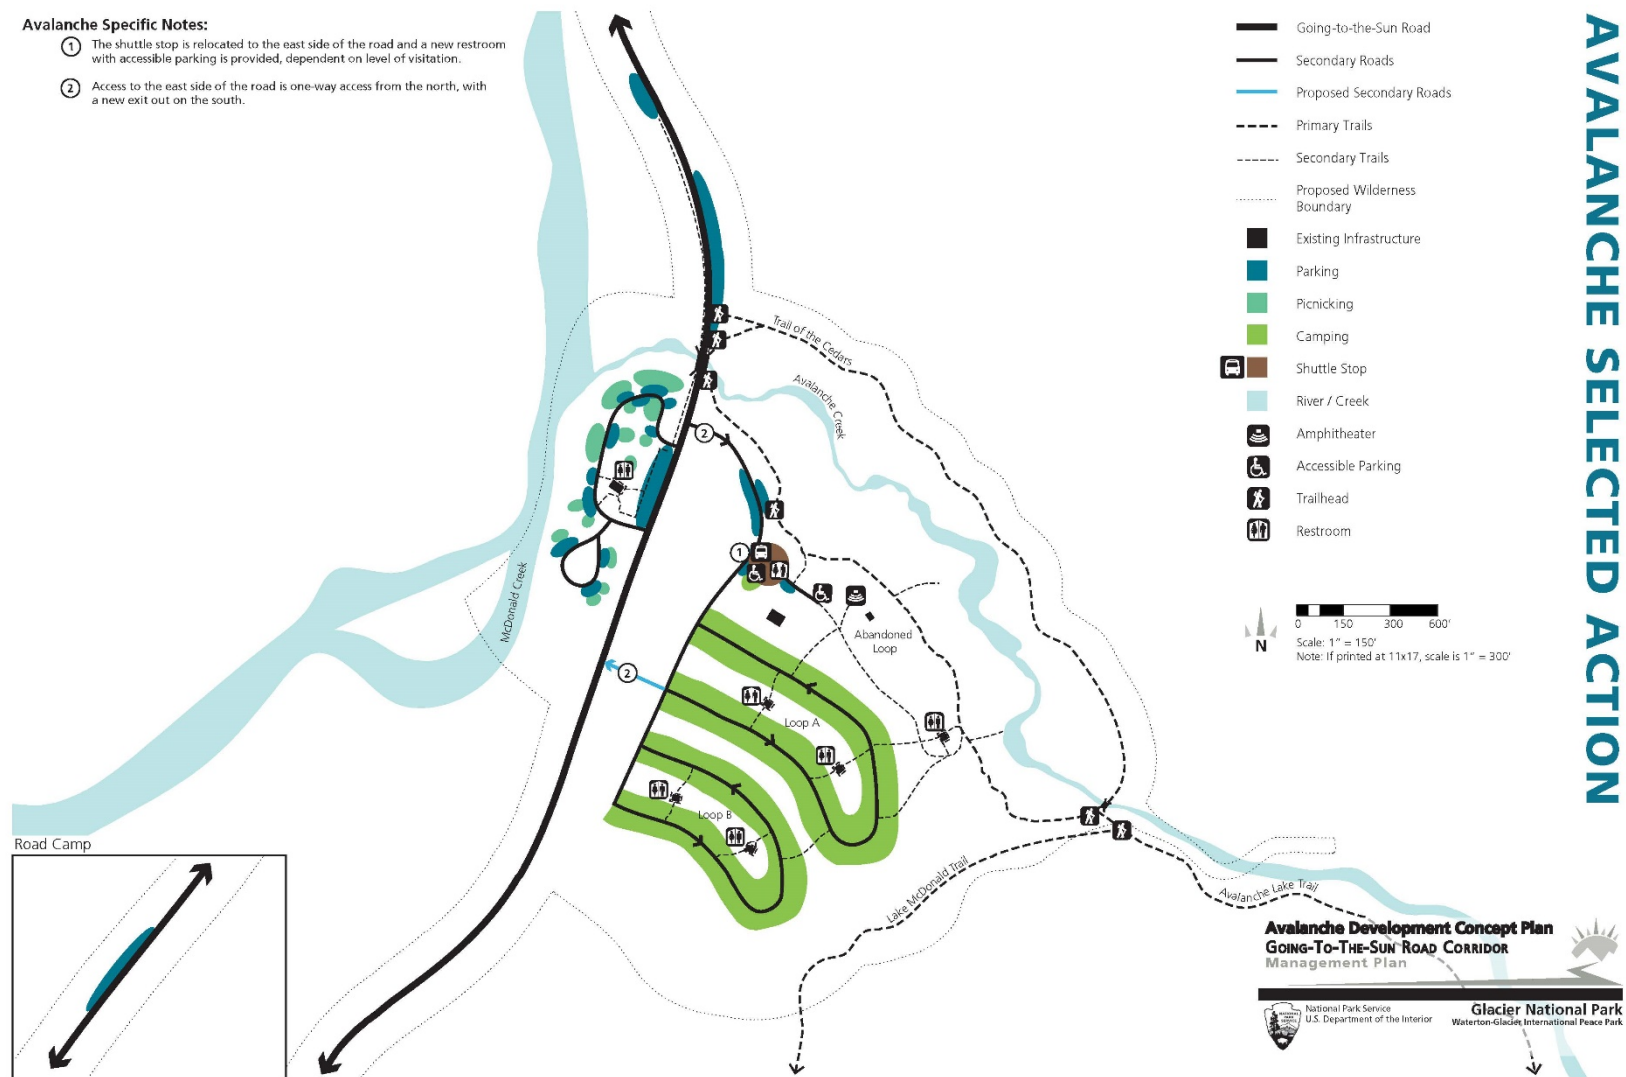 Avalanche Specific Notes:
1 The shuttle stop is relocated to the east side of the road and a new restroom
with accessible parking is provided, dependent on level of visitation.
2 Access to the east side of the road is one-way access from the north, with
a new exit out on the south.
Going-to-the-Sun Road
Secondary Roads
Proposed Secondary Roads
Primary Trails
Secondary Trails
Proposed Wilderness
Boundary
Existing Infrastructure
Parking
Picnicking
Camping
Shuttle Stop
River / Creek
Amphitheater
Accessible Parking
Trailhead
Restroom
0 150 300 600'
N
Scale: 1" = 150'
Note: If printed at 11x17, scale is 1" = 300'
AVALANCHE SELECTED ACTION
Trail of the Cedars
Avalanche Creek
2
1
McDonald Creek
Abandoned
Loop
2
Loop A
Loop B
Lake McDonald Trail
Avalanche Lake Trail
Road Camp
Avalanche Development Concept Plan
GOING-TO-THE-SUN ROAD CORRIDOR
Management Plan
NATIONAL
PARK
SERVICE
National Park Service
U.S. Department of the Interior
Glacier National Park
Waterton-Glacier International Peace Park